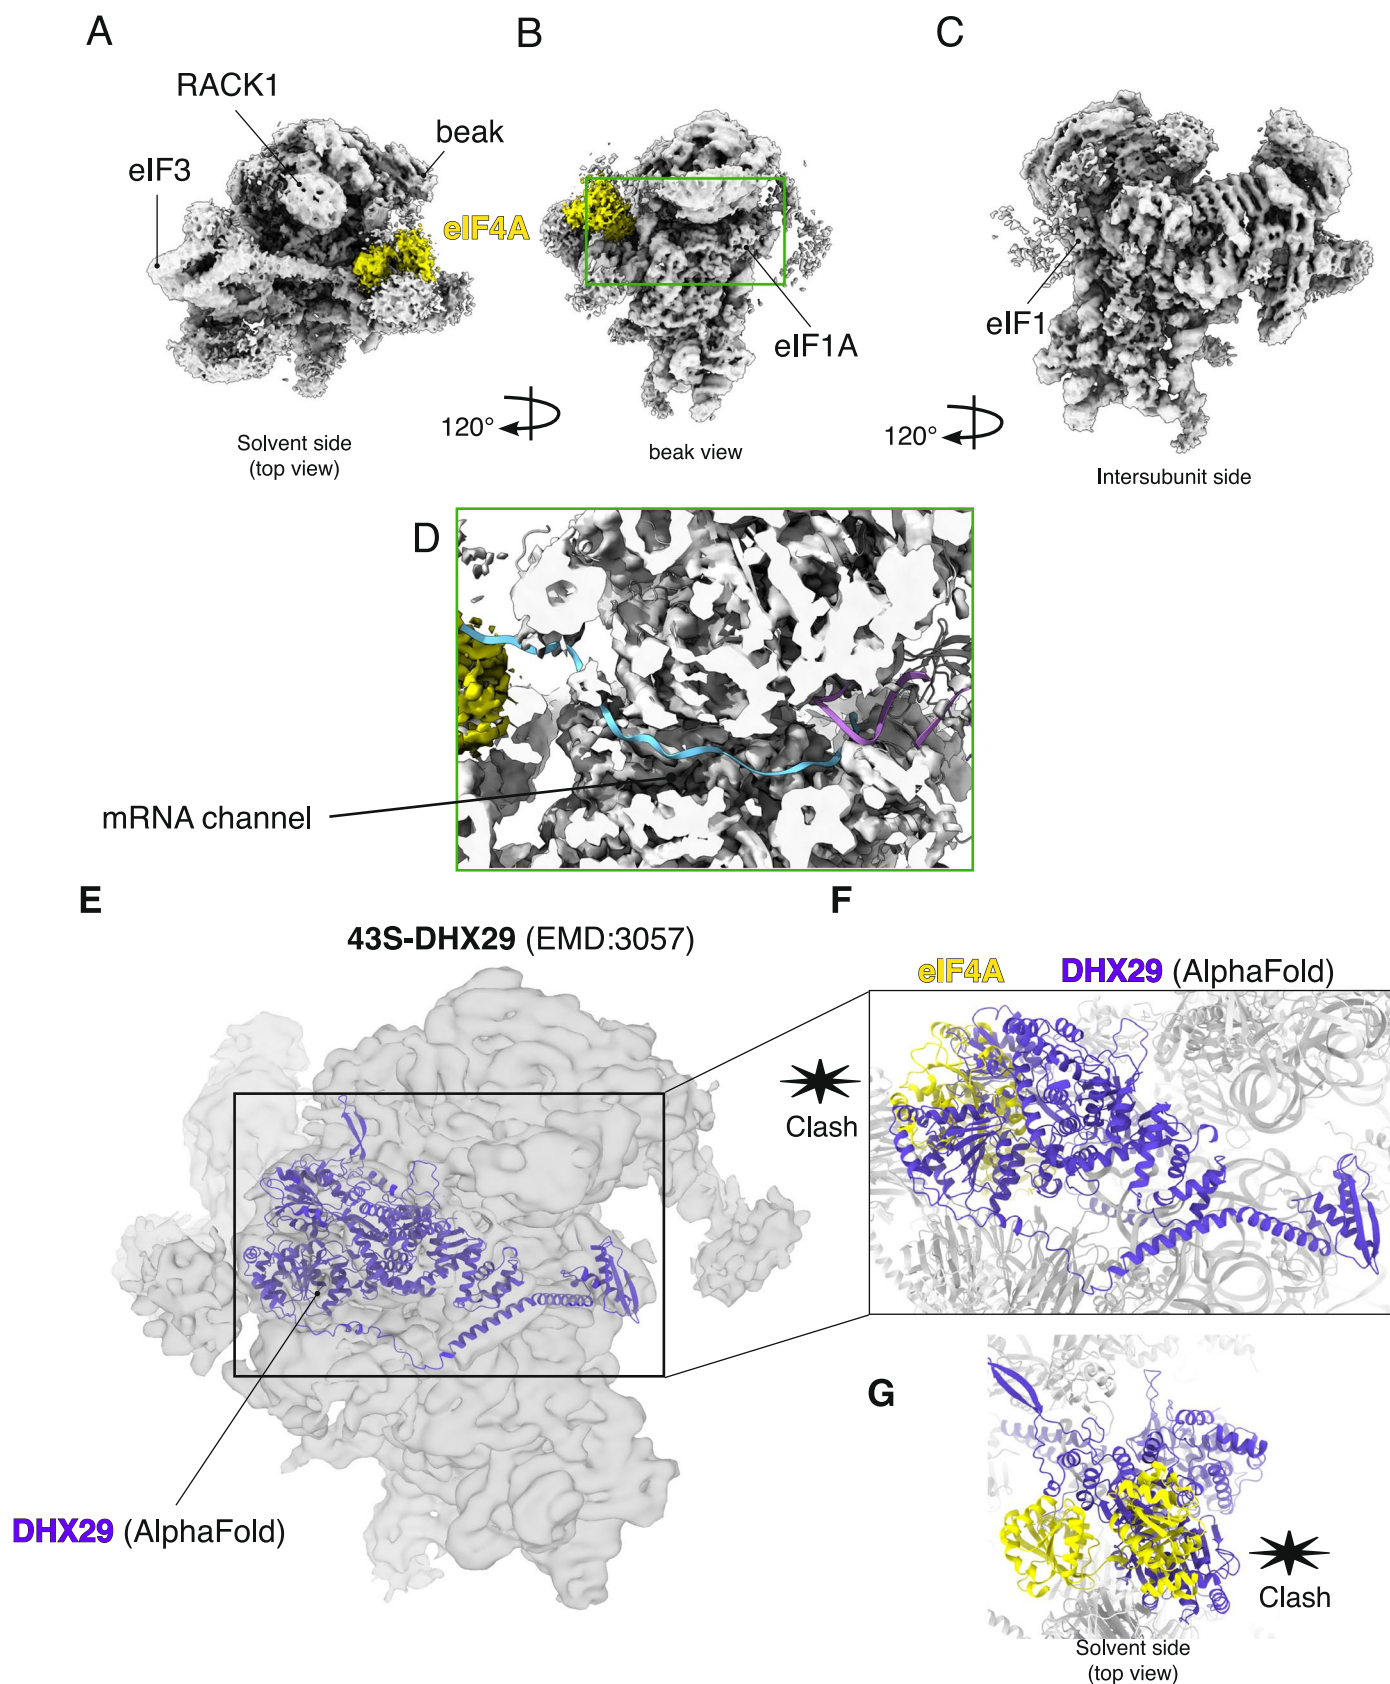 A
B
C
RACK1
beak
eIF3
eIF4A
eIF1
eIF1A
120°
120°
Solvent side
(top view)
beak view
Intersubunit side
D
mRNA channel
E
F
43S-DHX29 (EMD:3057)
eIF4A
DHX29 (AlphaFold)
Clash
G
DHX29 (AlphaFold)
Clash
Solvent side
(top view)